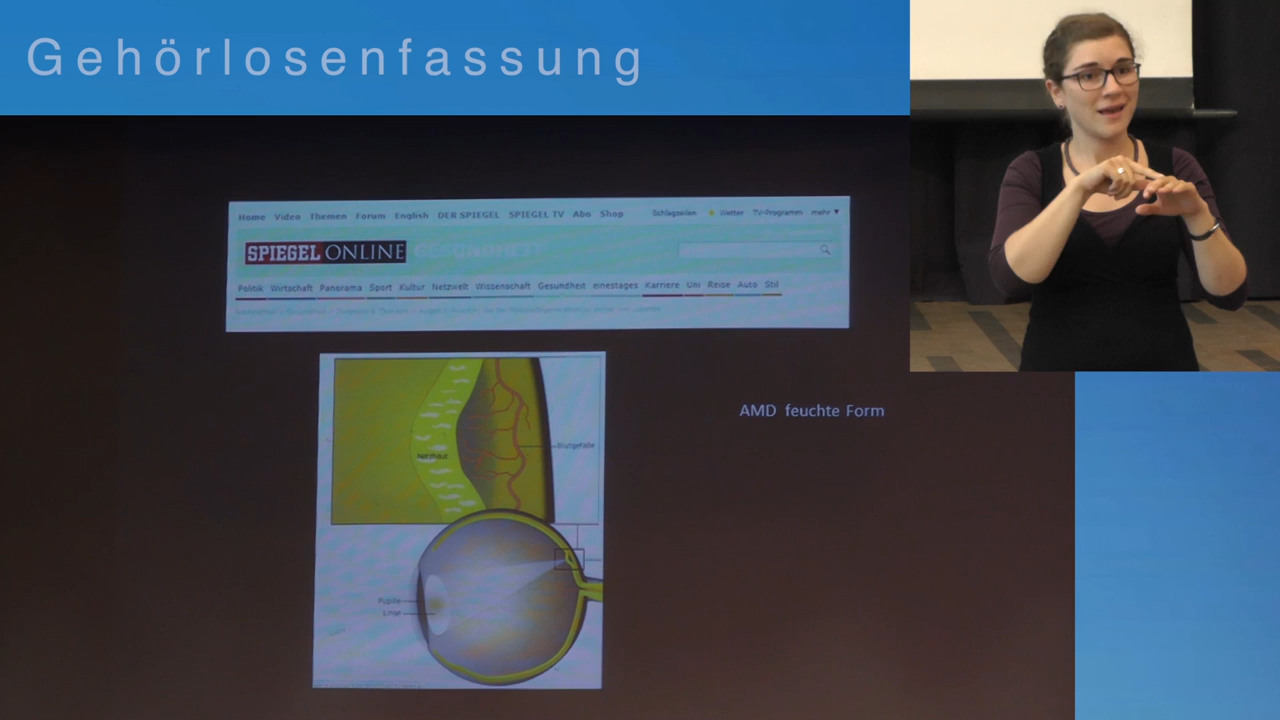 Gehörlosenfassung
Home Video Themen Forum English DER SPIEGEL SPIEGEL TV Abo Shop Schlagzeilen Wetter TV-Programm mehr ▼
SPIEGEL ONLINE GESUNDHEIT
Politik Wirtschaft Panorama Sport Kultur Netzwelt Wissenschaft Gesundheit einestages Karriere Uni Reise Auto Stil
AMD feuchte Form
Blutgefäße
Netzhaut
Pupille
Linse